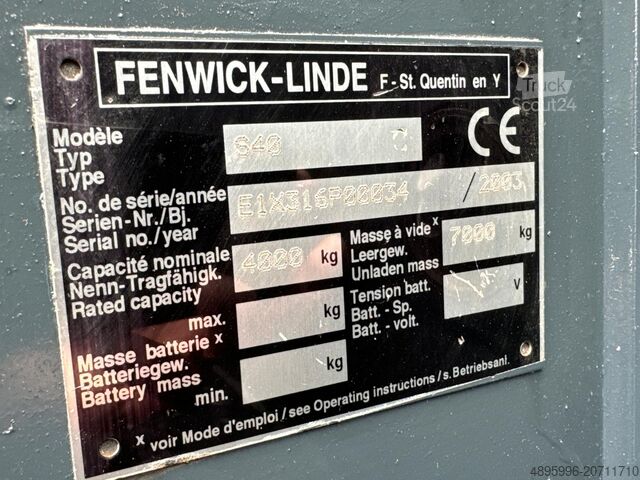 FENWICK-LINDE F - St. Quentin en Y
Truck
Scout24
Modèle
Typ
Type
S40
CE
No. de série/année
Serien-Nr./Bj.
Serial no./year
E1X316P00034 / 2003
Capacité nominale
Nenn-Tragfähigk.
Rated capacity
4000 kg
Masse à vide x
Leergew.
Unladen mass
7000 kg
Tension batt.
Batt. - Sp.
Batt. - volt.
V
max. kg
Masse batterie x
Batteriegew.
Battery mass
min. kg
x voir Mode d'emploi / see Operating instructions / s. Betriebsanl.
4895996-20711710